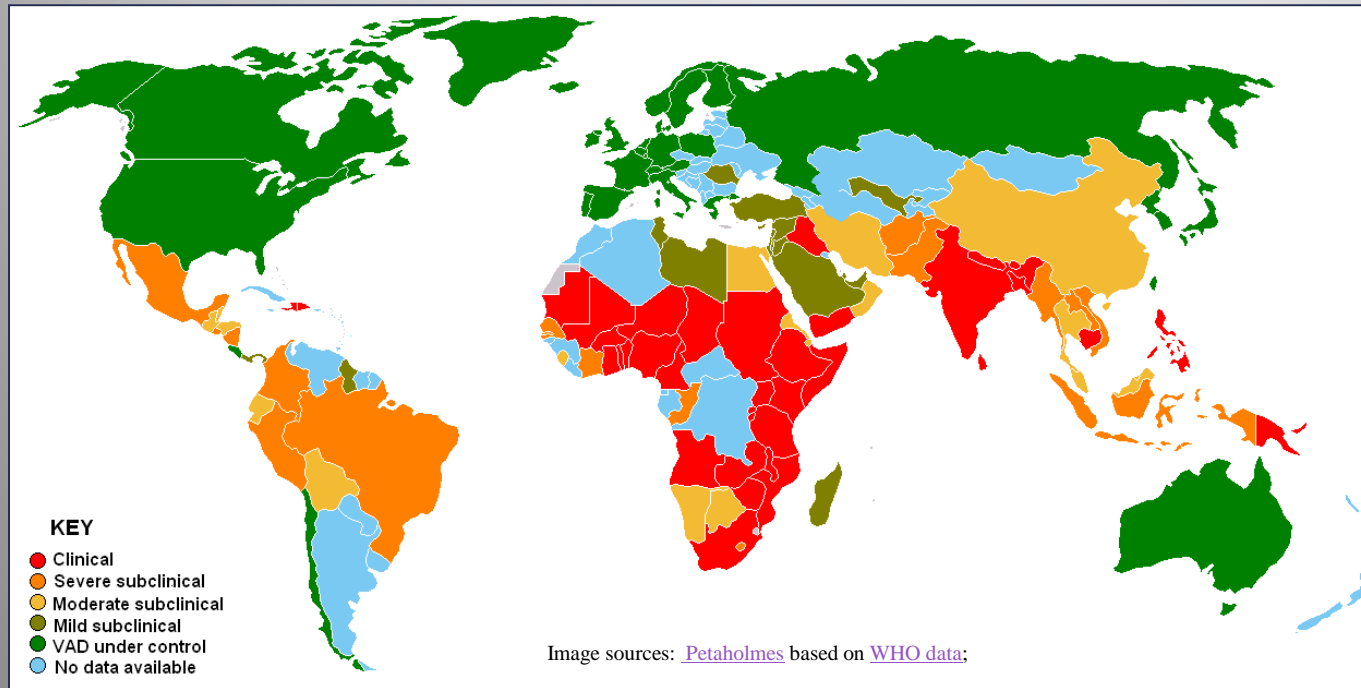 KEY
Clinical
Severe subclinical
Moderate subclinical
Mild subclinical
VAD under control
No data available
Image sources: Petaholmes based on WHO data;